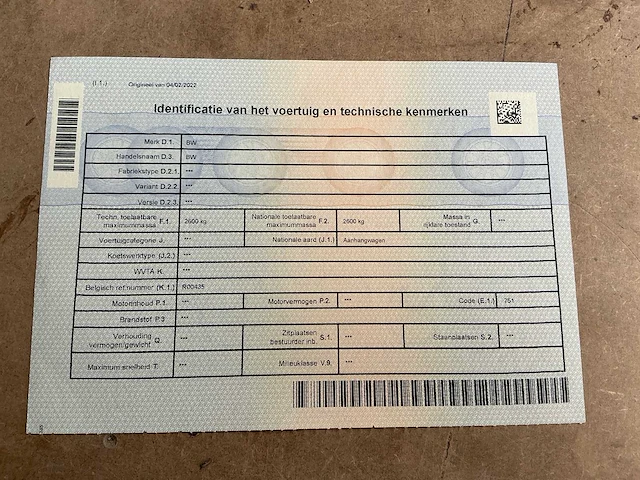 (I.1.) Origineel van 04/02/2022
Identificatie van het voertuig en technische kenmerken
Merk D.1. BW
Handelsnaam D.3. BW
Fabriekstype D.2.1. ---
Variant D.2.2. ---
Versie D.2.3. ---
Techn. toelaatbare maximummassa F.1. 2600 kg Nationale toelaatbare maximummassa F.2. 2600 kg Massa in rijklare toestand G. ---
Voertuigcategorie J. --- Nationale aard (J.1.) Aanhangwagen
Koetswerktype (J.2.) ---
WVTA K. ---
Belgisch ref.nummer (K.1.) R00435
Motorinhoud P.1. --- Motorvermogen P.2. --- Code (E.1.) 751
Brandstof P.3. ---
Verhouding vermogen/gewicht Q. --- Zitplaatsen bestuurder inb. S.1. --- Staanplaatsen S.2. ---
Maximum snelheid T. --- Milieuklasse V.9. ---